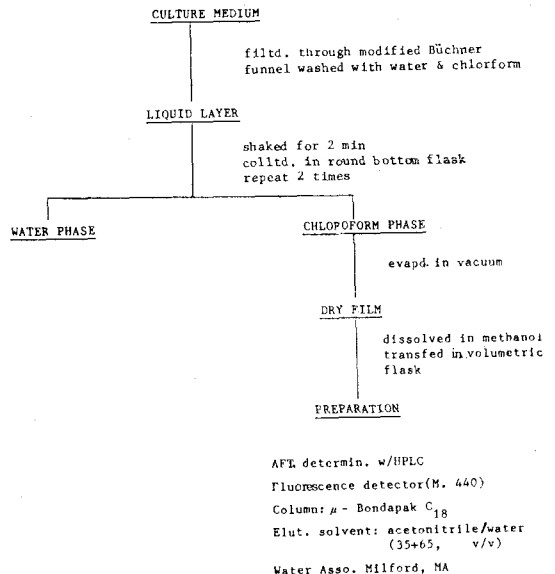 CULTURE MEDIUM
filtd. through modified Büchner
funnel washed with water & chlorform
LIQUID LAYER
shaked for 2 min
colltd. in round bottom flask
repeat 2 times
WATER PHASE
CHLOPOFORM PHASE
evapd. in vacuum
DRY FILM
dissolved in methanol
transfed in volumetric
flask
PREPARATION
AFT. determin. w/HPLC
Fluorescence detector(M. 440)
Column: μ - Bondapak C18
Elut. solvent: acetonitrile/water
(35+65, v/v)
Water Asso. Milford, MA